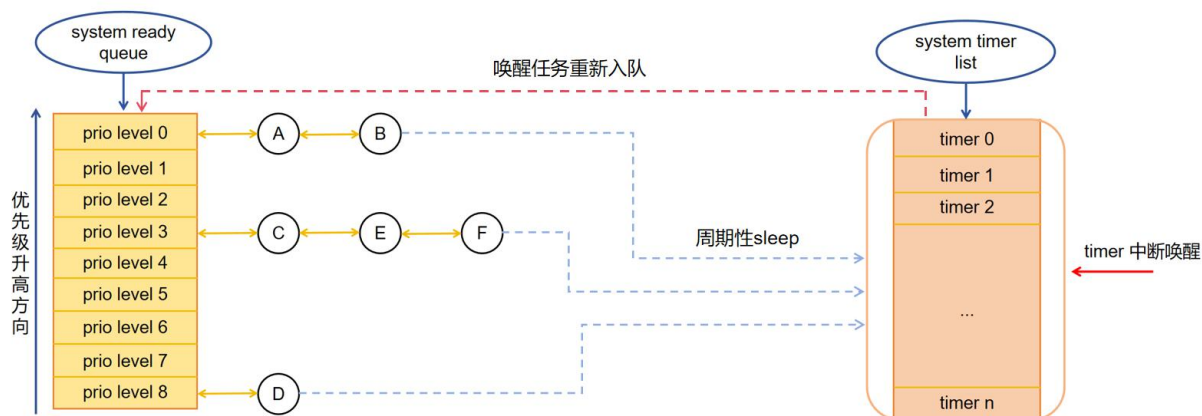 system ready
queue
system timer
list
唤醒任务重新入队
优先级升高方向
prio level 0
prio level 1
prio level 2
prio level 3
prio level 4
prio level 5
prio level 6
prio level 7
prio level 8
A
B
C
E
F
D
周期性sleep
timer 0
timer 1
timer 2
...
timer n
timer 中断唤醒